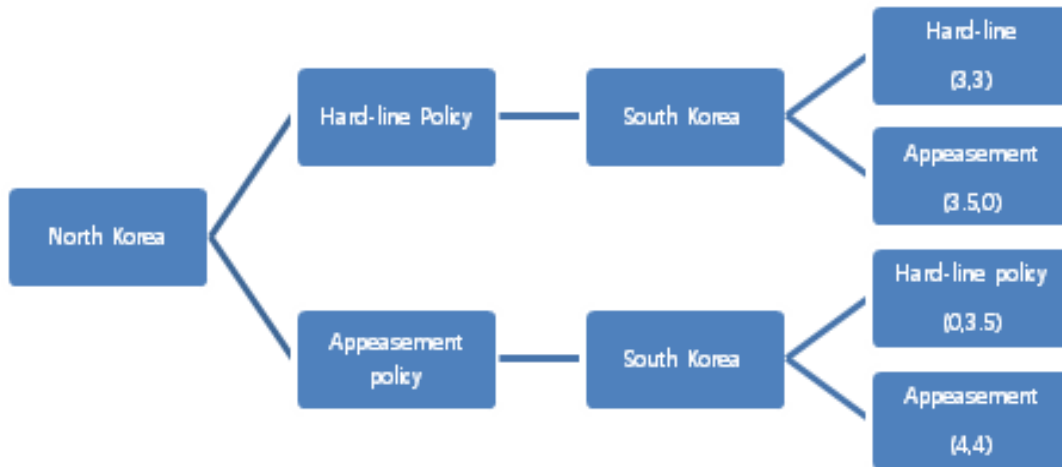 North Korea
Hard-line Policy
South Korea
Hard-line
(3,3)
Appeasement
(3.5,0)
Appeasement
policy
South Korea
Hard-line policy
(0,3.5)
Appeasement
(4,4)